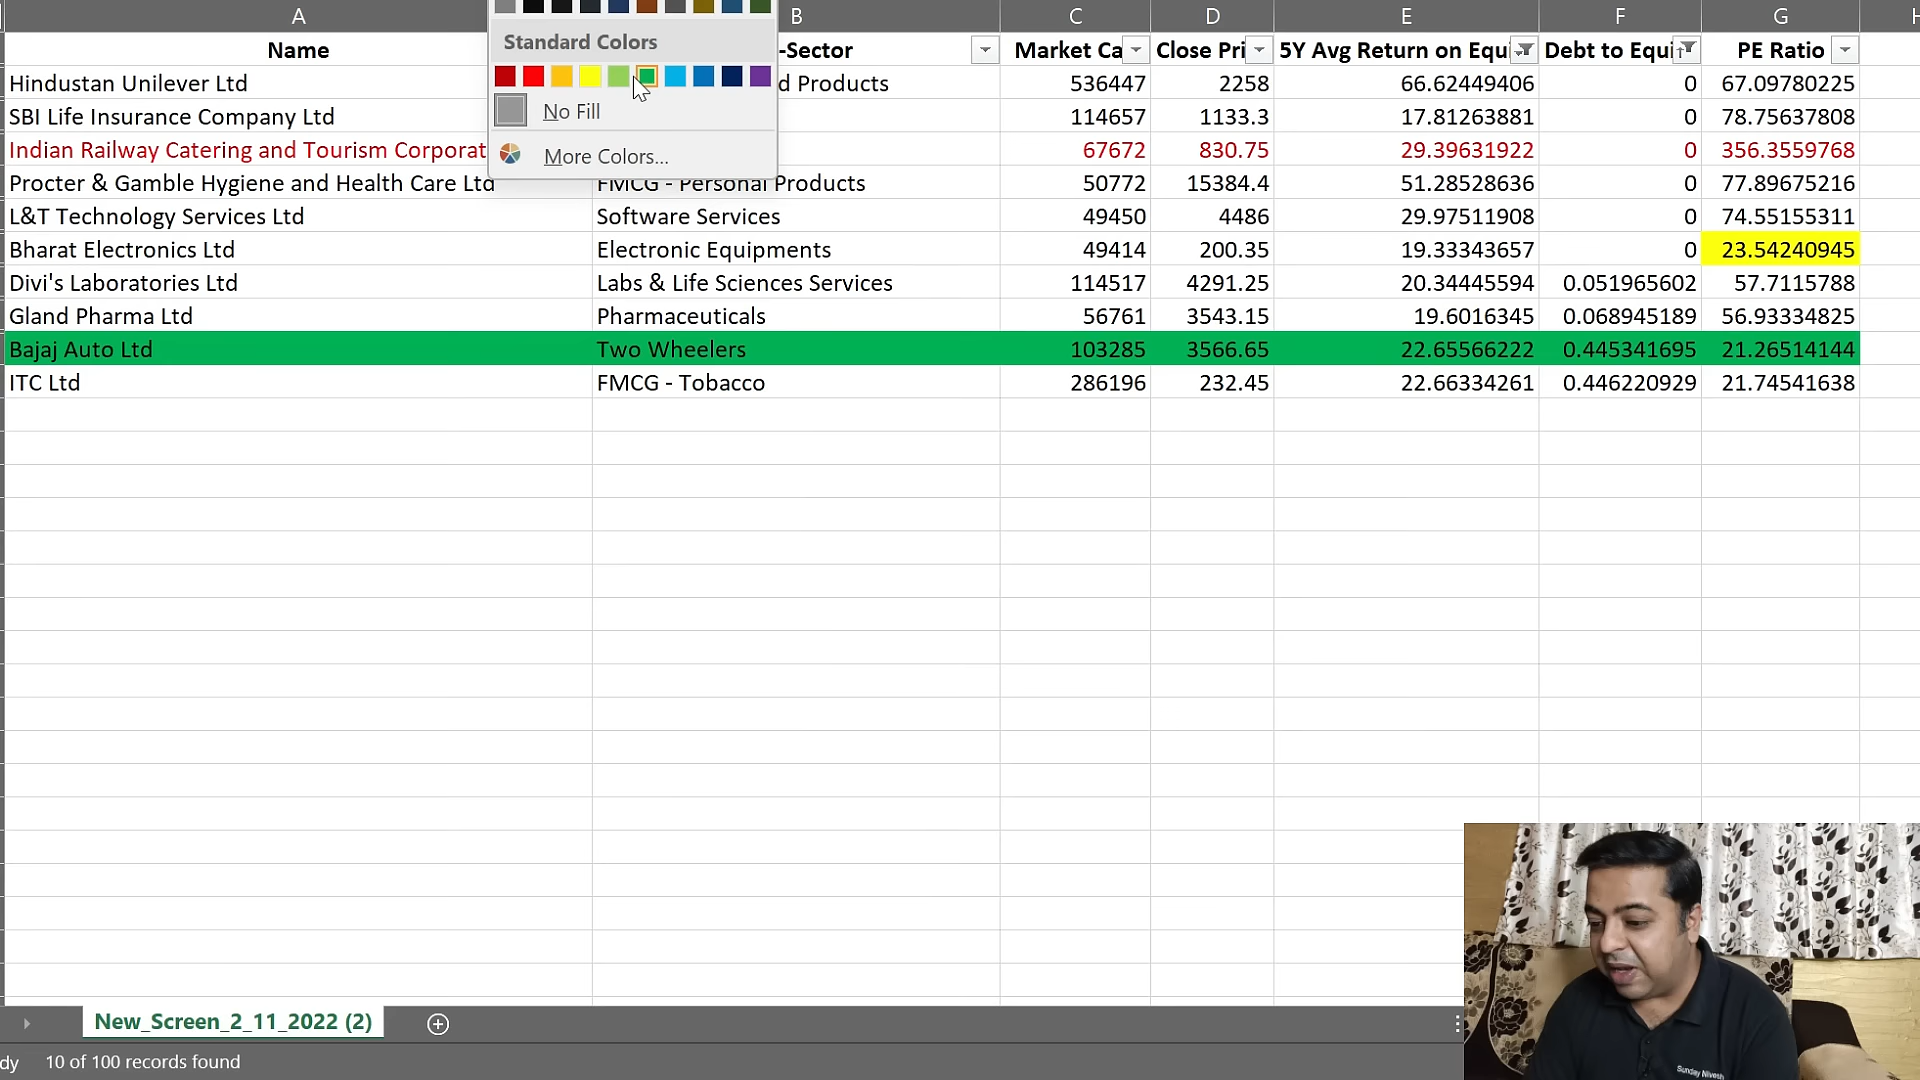 A B C D E F G H
Standard Colors
No Fill
More Colors...
Name -Sector Market Ca Close Pri 5Y Avg Return on Equi Debt to Equi PE Ratio
Hindustan Unilever Ltd d Products 536447 2258 66.62449406 0 67.09780225
SBI Life Insurance Company Ltd 114657 1133.3 17.81263881 0 78.75637808
Indian Railway Catering and Tourism Corporat 67672 830.75 29.39631922 0 356.3559768
Procter & Gamble Hygiene and Health Care Ltd FMCG - Personal Products 50772 15384.4 51.28528636 0 77.89675216
L&T Technology Services Ltd Software Services 49450 4486 29.97511908 0 74.55155311
Bharat Electronics Ltd Electronic Equipments 49414 200.35 19.33343657 0 23.54240945
Divi's Laboratories Ltd Labs & Life Sciences Services 114517 4291.25 20.34445594 0.051965602 57.7115788
Gland Pharma Ltd Pharmaceuticals 56761 3543.15 19.6016345 0.068945189 56.93334825
Bajaj Auto Ltd Two Wheelers 103285 3566.65 22.65566222 0.445341695 21.26514144
ITC Ltd FMCG - Tobacco 286196 232.45 22.66334261 0.446220929 21.74541638
New_Screen_2_11_2022 (2)
dy 10 of 100 records found
Sunday Nivesh